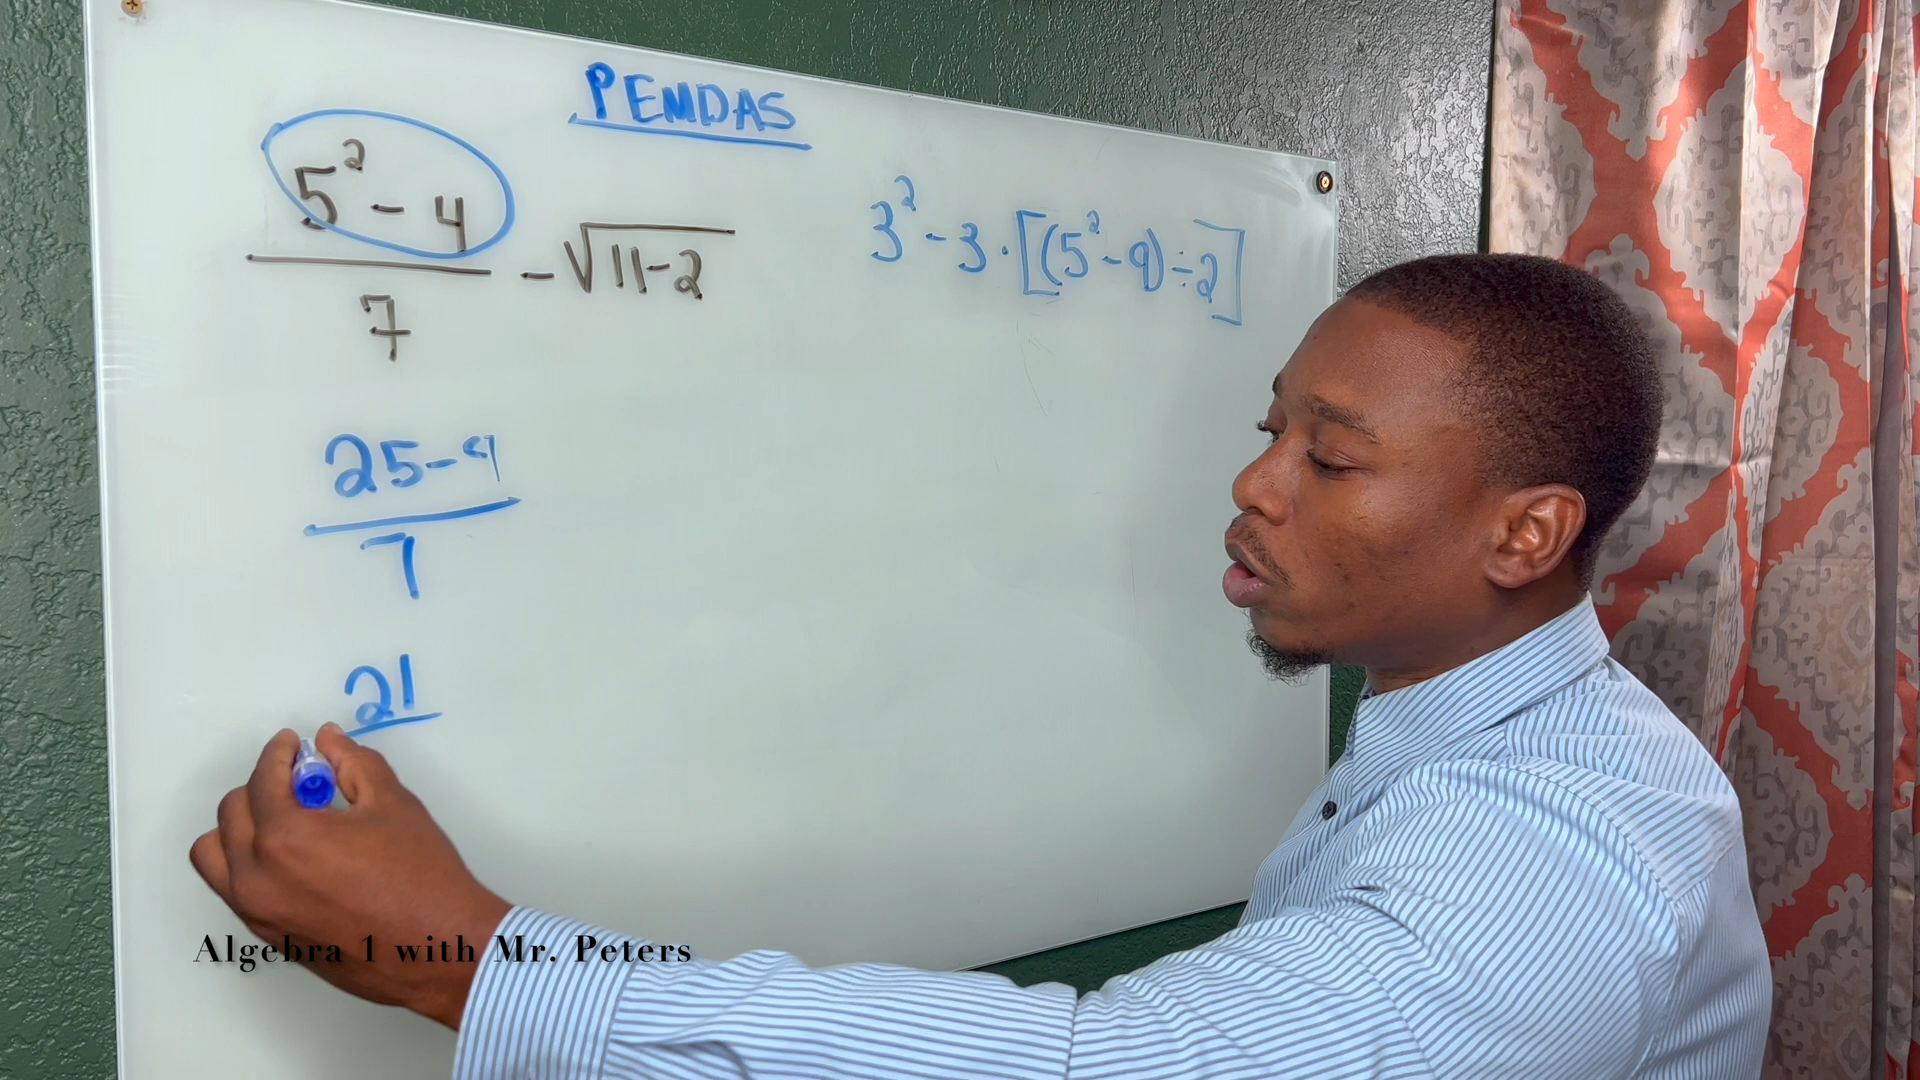 PEMDAS
5² - 4
7
- √11-2
3² - 3 · [(5² - 9) ÷ 2]
25-4
7
21
Algebra 1 with Mr. Peters